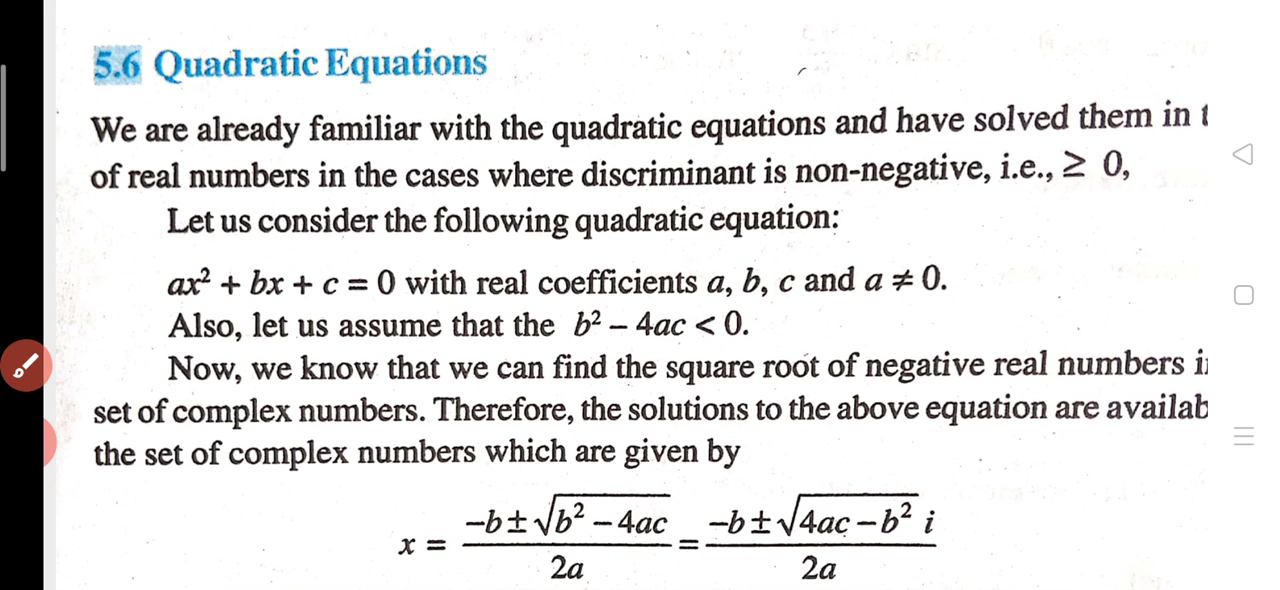 5.6 Quadratic Equations
We are already familiar with the quadratic equations and have solved them in
of real numbers in the cases where discriminant is non-negative, i.e., ≥ 0,
Let us consider the following quadratic equation:
ax² + bx + c = 0 with real coefficients a, b, c and a ≠ 0.
Also, let us assume that the b² – 4ac < 0.
Now, we know that we can find the square root of negative real numbers
set of complex numbers. Therefore, the solutions to the above equation are availab
the set of complex numbers which are given by
x = (–b ± √(b² – 4ac))/2a = (–b ± √(4ac – b²) i)/2a